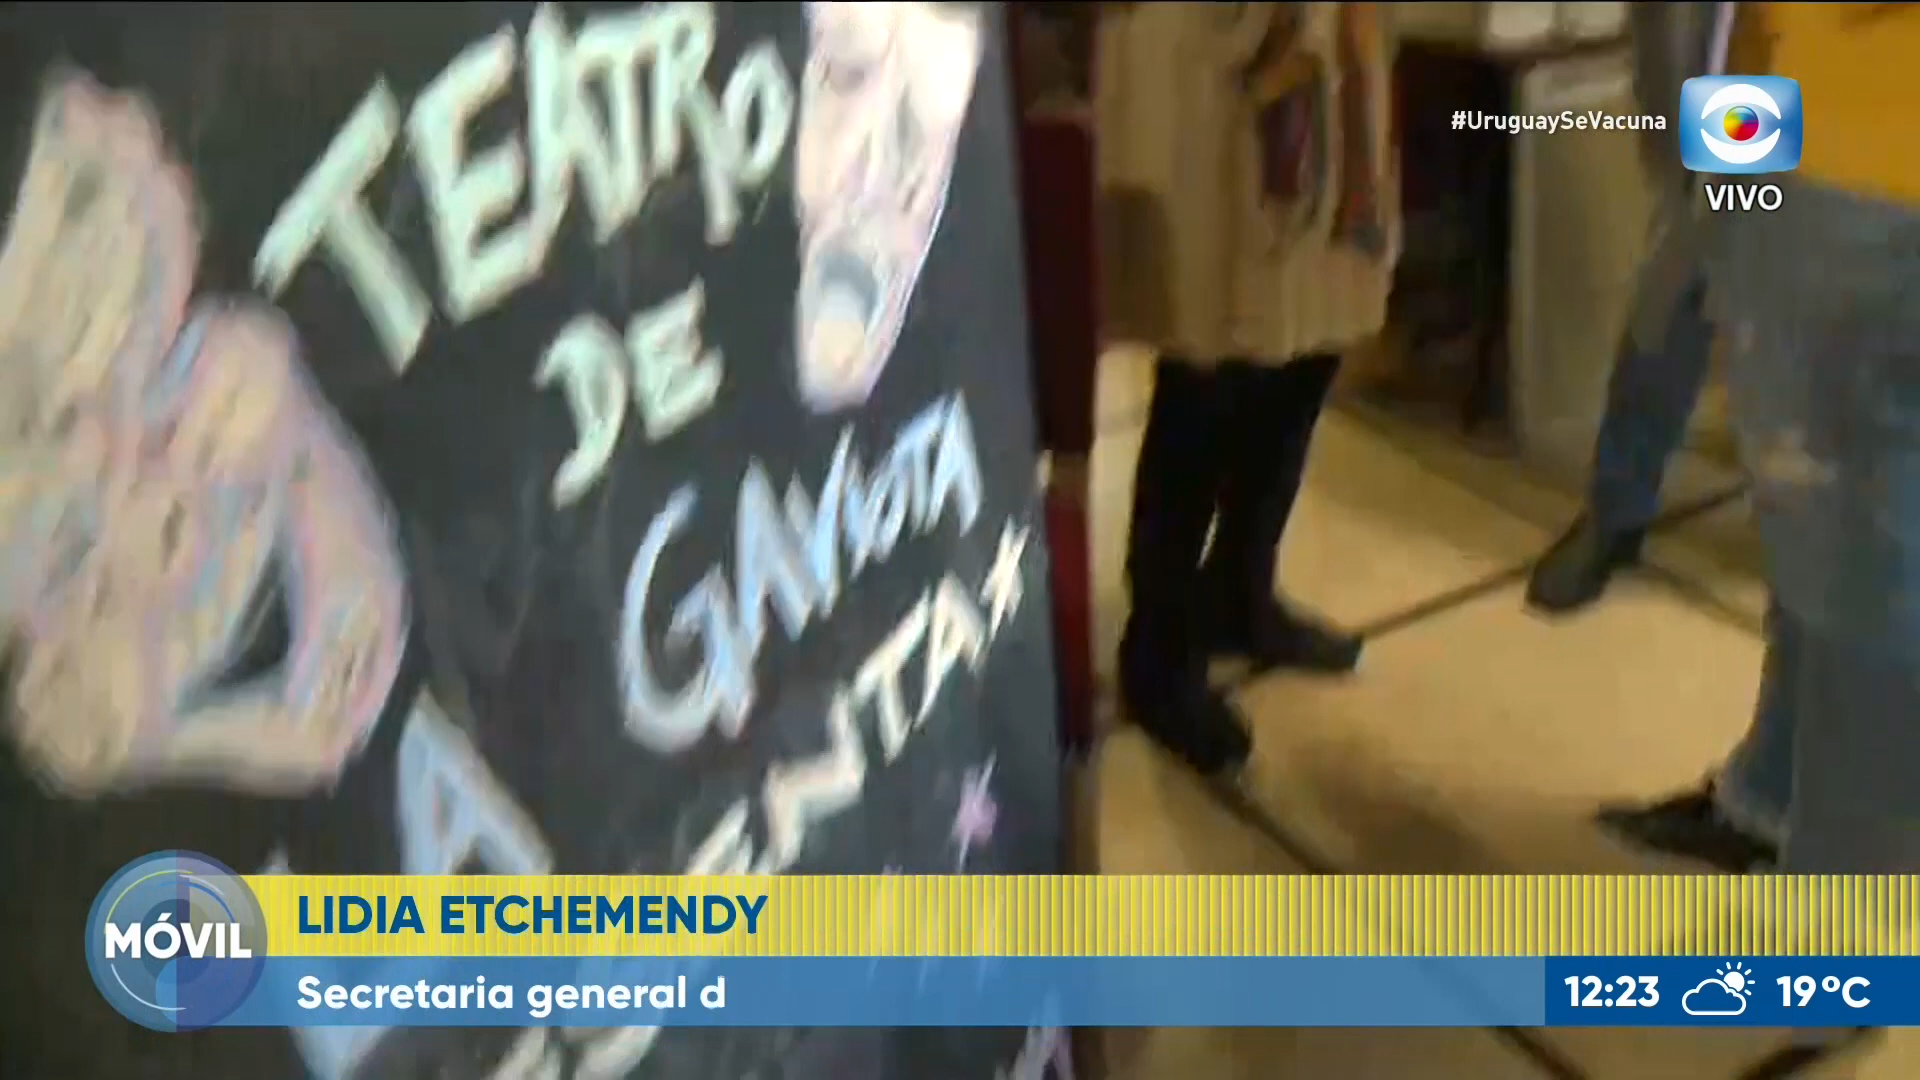 TEATRO
DE
GAVIOTA
#UruguaySeVacuna
VIVO
MÓVIL
LIDIA ETCHEMENDY
Secretaria general d
12:23
19°C